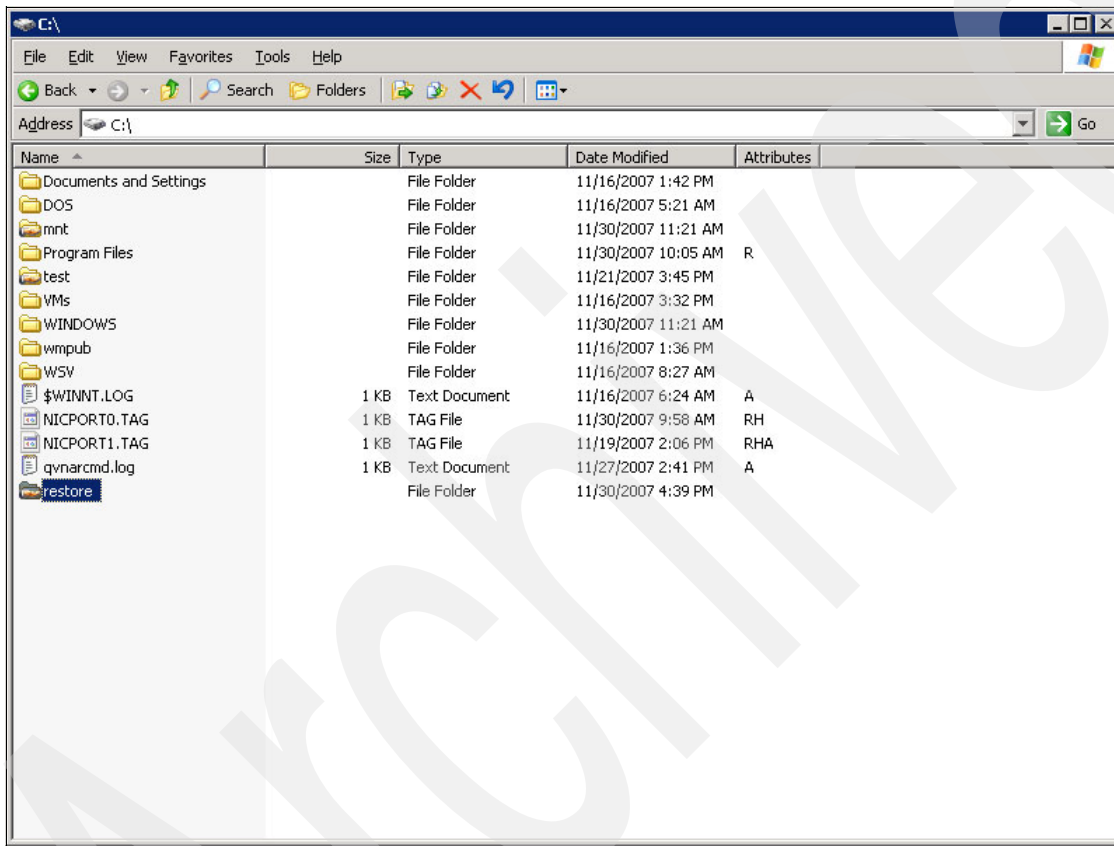 C:\
File Edit View Favorites Tools Help
Back Search Folders
Address C:\ Go
Name Size Type Date Modified Attributes
Documents and Settings File Folder 11/16/2007 1:42 PM
DOS File Folder 11/16/2007 5:21 AM
mnt File Folder 11/30/2007 11:21 AM
Program Files File Folder 11/30/2007 10:05 AM R
test File Folder 11/21/2007 3:45 PM
VMs File Folder 11/16/2007 3:32 PM
WINDOWS File Folder 11/30/2007 11:21 AM
wmpub File Folder 11/16/2007 1:36 PM
WSV File Folder 11/16/2007 8:27 AM
$WINNT.LOG 1 KB Text Document 11/16/2007 6:24 AM A
NICPORT0.TAG 1 KB TAG File 11/30/2007 9:58 AM RH
NICPORT1.TAG 1 KB TAG File 11/19/2007 2:06 PM RHA
qvnarcmd.log 1 KB Text Document 11/27/2007 2:41 PM A
restore File Folder 11/30/2007 4:39 PM